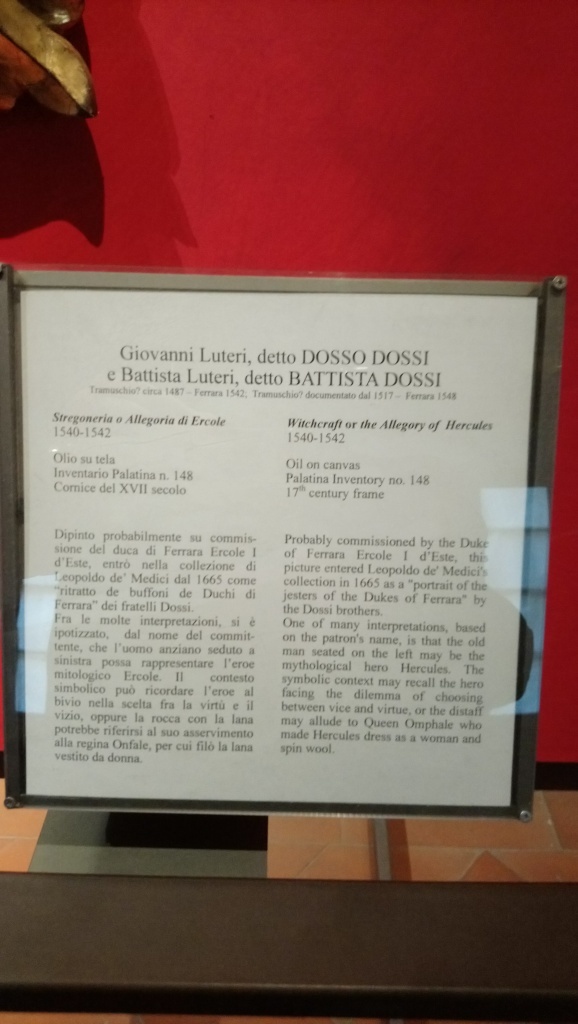 Giovanni Luteri, detto DOSSO DOSSI
e Battista Luteri, detto BATTISTA DOSSI
Tramuschio? circa 1487 – Ferrara 1542, Tramuschio? documentato dal 1517 – Ferrara 1548
Stregoneria o Allegoria di Ercole
1540-1542
Olio su tela
Inventario Palatina n. 148
Cornice del XVII secolo
Dipinto probabilmente su commis-
sione del duca di Ferrara Ercole I
d'Este, entrò nella collezione di
Leopoldo de' Medici dal 1665 come
"ritratto de buffoni de Duchi di
Ferrara" dei fratelli Dossi.
Fra le molte interpretazioni, si è
ipotizzato, dal nome del commit-
tente, che l'uomo anziano seduto a
sinistra possa rappresentare l'eroe
mitologico Ercole. Il contesto
simbolico può ricordare l'eroe al
bivio nella scelta fra la virtù e il
vizio, oppure la rocca con la lana
potrebbe riferirsi al suo asservimento
alla regina Onfale, per cui filò la lana
vestito da donna.
Witchcraft or the Allegory of Hercules
1540-1542
Oil on canvas
Palatina Inventory no. 148
17th century frame
Probably commissioned by the Duke
of Ferrara Ercole I d'Este, this
picture entered Leopoldo de' Medici's
collection in 1665 as a "portrait of the
jesters of the Dukes of Ferrara" by
the Dossi brothers.
One of many interpretations, based
on the patron's name, is that the old
man seated on the left may be the
mythological hero Hercules. The
symbolic context may recall the hero
facing the dilemma of choosing
between vice and virtue, or the distaff
may allude to Queen Omphale who
made Hercules dress as a woman and
spin wool.